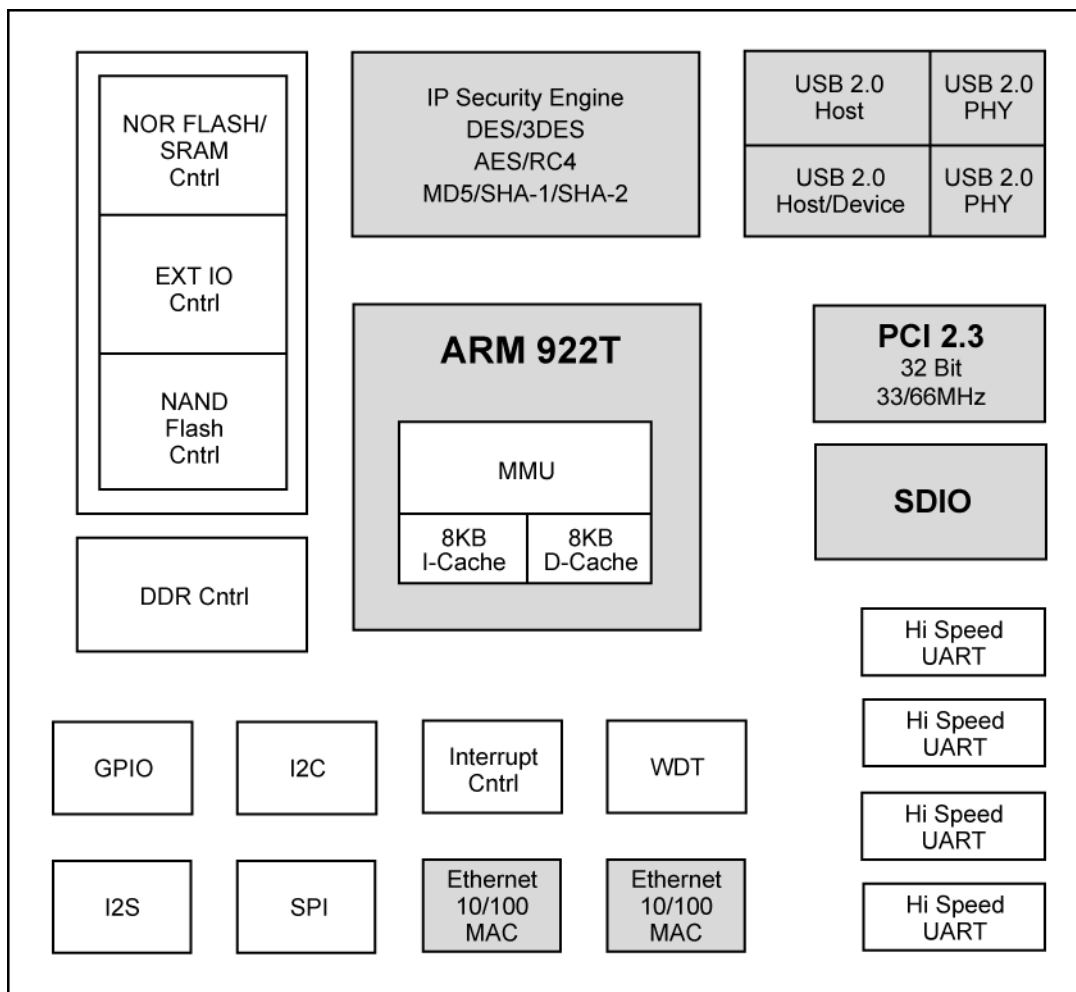 NOR FLASH/
SRAM
Cntrl
EXT IO
Cntrl
NAND
Flash
Cntrl
DDR Cntrl
IP Security Engine
DES/3DES
AES/RC4
MD5/SHA-1/SHA-2
USB 2.0
Host
USB 2.0
PHY
USB 2.0
Host/Device
USB 2.0
PHY
ARM 922T
MMU
8KB
I-Cache
8KB
D-Cache
PCI 2.3
32 Bit
33/66MHz
SDIO
Hi Speed
UART
Hi Speed
UART
Hi Speed
UART
Hi Speed
UART
GPIO
I2C
Interrupt
Cntrl
WDT
I2S
SPI
Ethernet
10/100
MAC
Ethernet
10/100
MAC